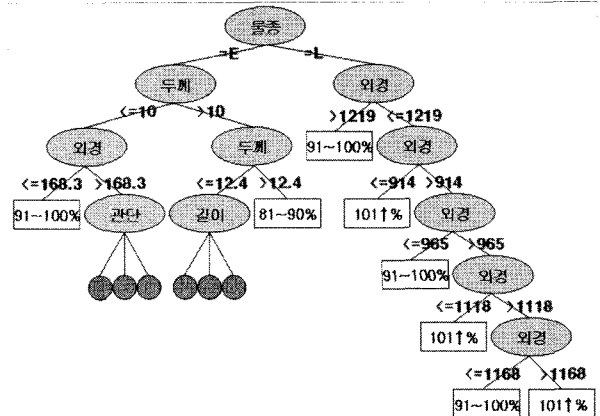 물종
=E =L
두께 외경
<=10 >10 >1219 <=1219
외경 두께 91~100% 외경
<=168.3 >168.3 <=12.4 >12.4 <=914 >914
91~100% 관단 길이 81~90% 101↑% 외경
<=965 >965
91~100% 외경
<=1118 >1118
101↑% 외경
<=1168 >1168
91~100% 101↑%